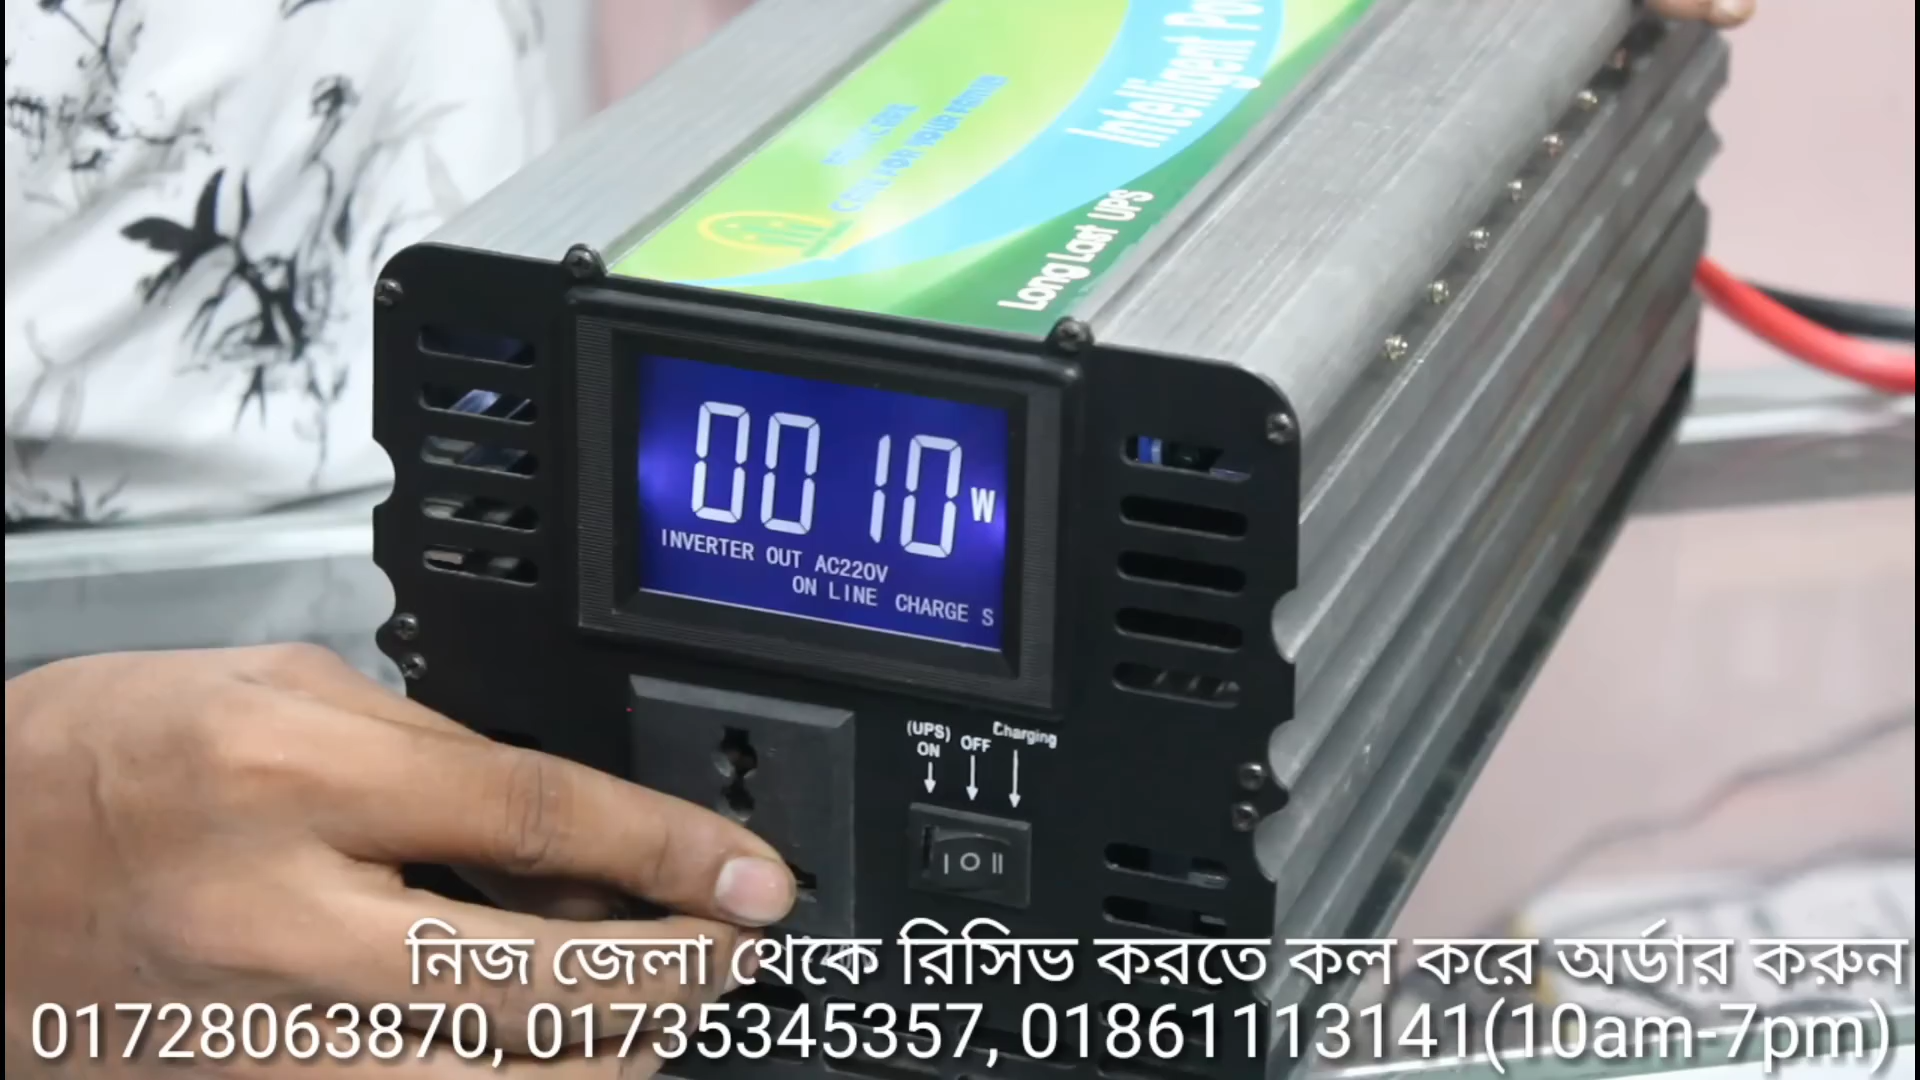 Intelligent
Long Last UPS
0010 W
INVERTER OUT AC220V
ON LINE CHARGE S
(UPS) ON OFF Charging
I O II
নিজ জেলা থেকে রিসিভ করতে কল করে অর্ডার করুন
01728063870, 01735345357, 01861113141(10am-7pm)